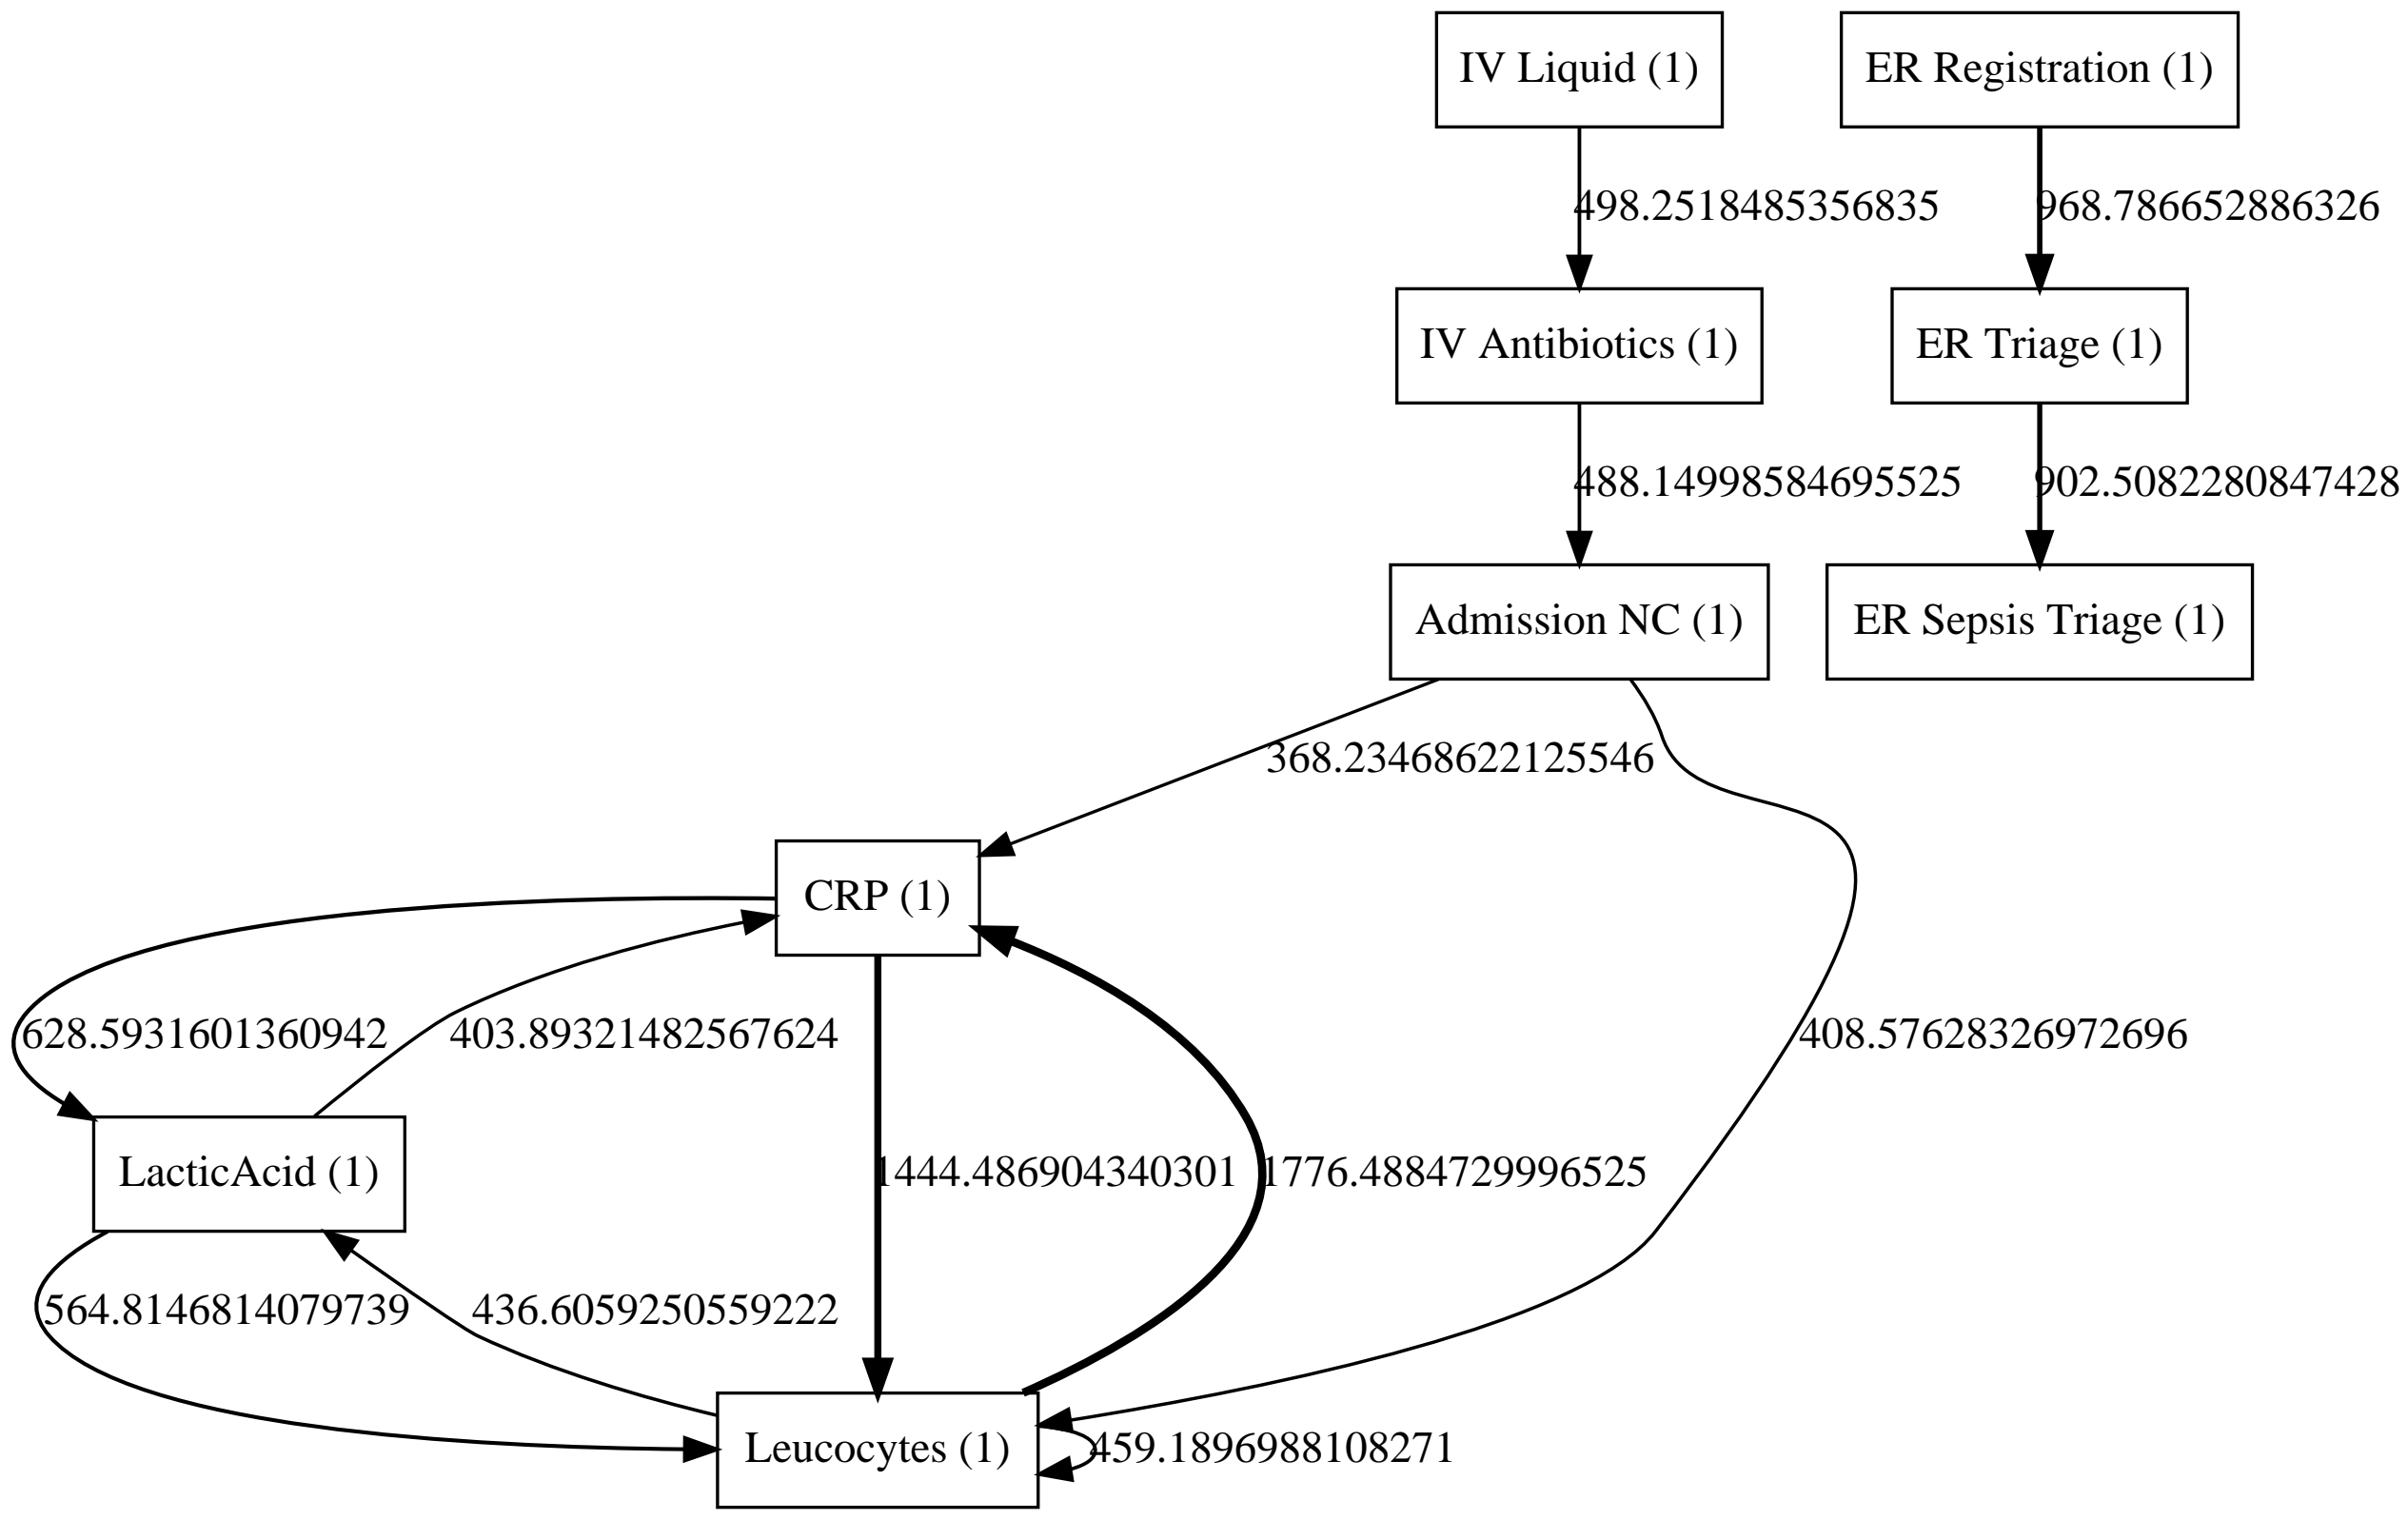 IV Liquid (1)
ER Registration (1)
498.2518485356835
968.786652886326
IV Antibiotics (1)
ER Triage (1)
488.14998584695525
902.5082280847428
Admission NC (1)
ER Sepsis Triage (1)
368.23468622125546
CRP (1)
628.5931601360942
403.89321482567624
408.57628326972696
LacticAcid (1)
1444.486904340301
1776.4884729996525
564.8146814079739
436.6059250559222
Leucocytes (1)
459.1896988108271